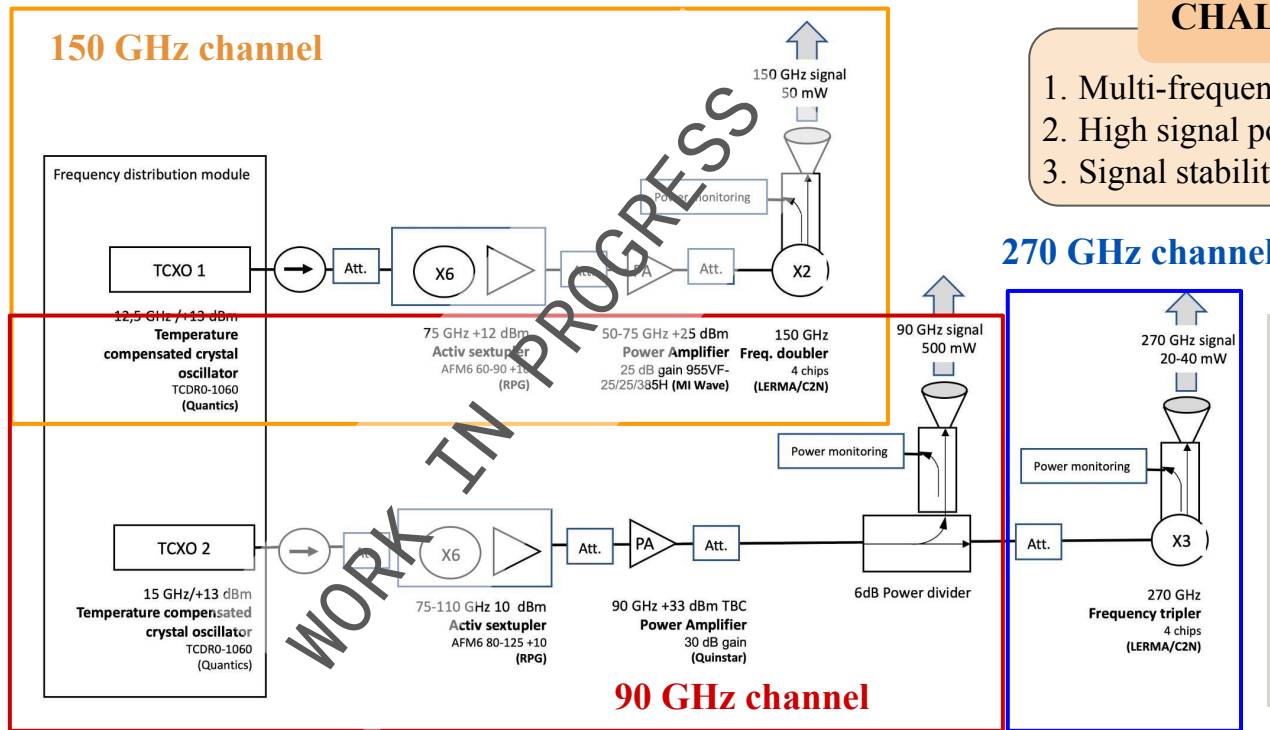 150 GHz channel
CHAL
1. Multi-frequen
2. High signal po
3. Signal stabilit
150 GHz signal
50 mW
Frequency distribution module
Power monitoring
TCXO 1
Att.
X6
Att.
PA
Att.
X2
12,5 GHz /+13 dBm
Temperature
compensated crystal
oscillator
TCDR0-1060
(Quantics)
75 GHz +12 dBm
Activ sextupler
AFM6 60-90 +10
(RPG)
50-75 GHz +25 dBm
Power Amplifier
25 dB gain 955VF-
25/25/385H (MI Wave)
150 GHz
Freq. doubler
4 chips
(LERMA/C2N)
270 GHz channel
90 GHz signal
500 mW
270 GHz signal
20-40 mW
Power monitoring
Power monitoring
TCXO 2
Att.
X6
Att.
PA
Att.
6dB Power divider
Att.
X3
15 GHz/+13 dBm
Temperature compensated
crystal oscillator
TCDR0-1060
(Quantics)
75-110 GHz 10 dBm
Activ sextupler
AFM6 80-125 +10
(RPG)
90 GHz +33 dBm TBC
Power Amplifier
30 dB gain
(Quinstar)
270 GHz
Frequency tripler
4 chips
(LERMA/C2N)
90 GHz channel
WORK IN PROGRESS